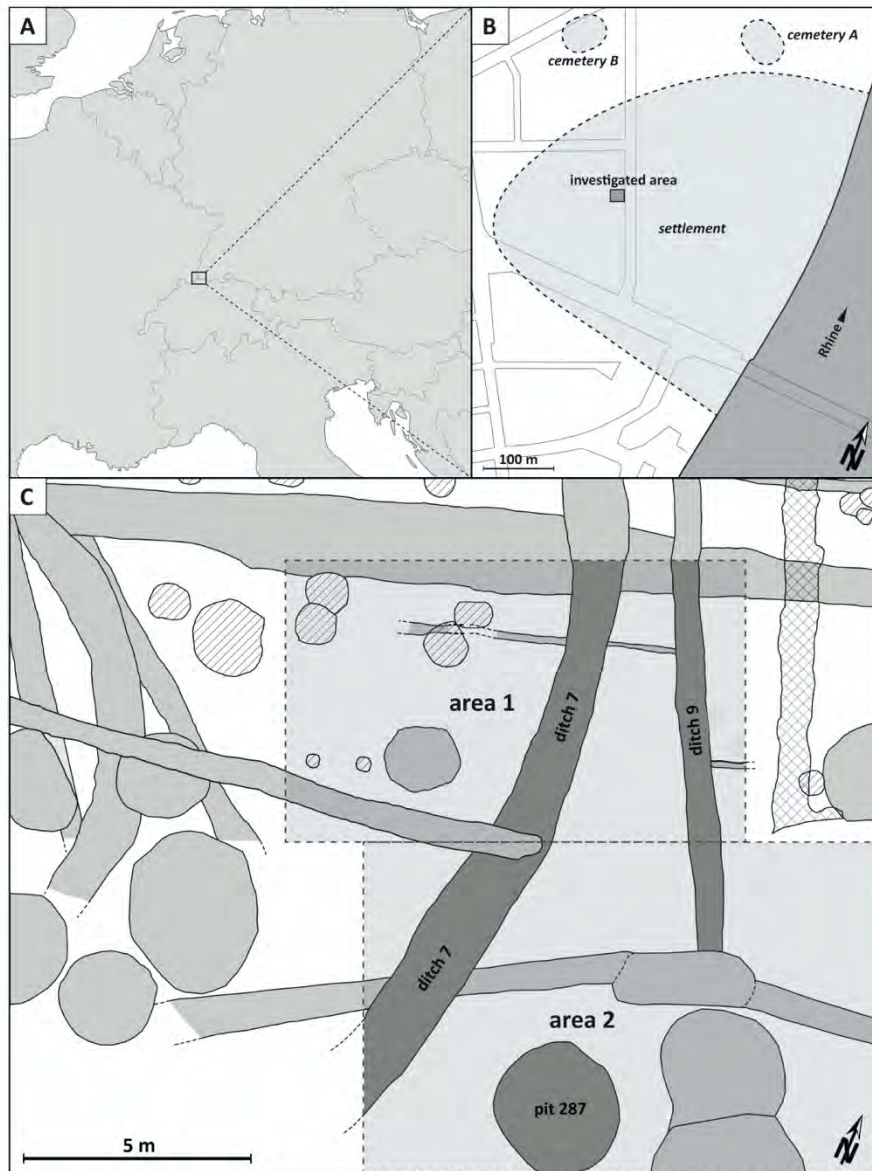 A
B
cemetery B
cemetery A
investigated area
settlement
Rhine
100 m
N
C
area 1
ditch 7
ditch 9
ditch 7
area 2
pit 287
5 m
N